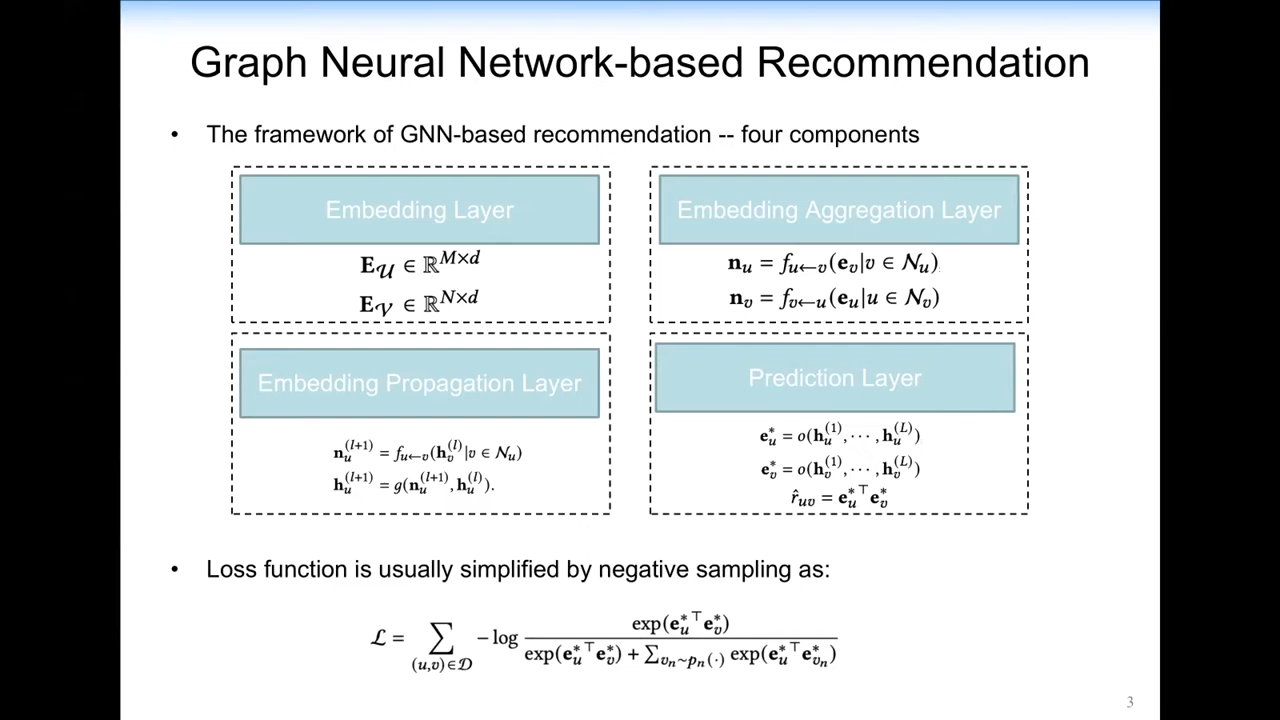 Graph Neural Network-based Recommendation
• The framework of GNN-based recommendation -- four components
Embedding Layer
E_𝒰 ∈ ℝ^{M×d}
E_𝒱 ∈ ℝ^{N×d}
Embedding Aggregation Layer
n_u = f_{u←v}(e_v|v ∈ 𝒩_u)
n_v = f_{v←u}(e_u|u ∈ 𝒩_v)
Embedding Propagation Layer
n_u^{(l+1)} = f_{u←v}(h_v^{(l)}|v ∈ 𝒩_u)
h_u^{(l+1)} = g(n_u^{(l+1)}, h_u^{(l)}).
Prediction Layer
e_u^* = o(h_u^{(1)}, ⋯, h_u^{(L)})
e_v^* = o(h_v^{(1)}, ⋯, h_v^{(L)})
r̂_{uv} = e_u^{*⊤} e_v^*
• Loss function is usually simplified by negative sampling as:
ℒ = ∑_{(u,v)∈𝒟} − log exp(e_u^{*⊤} e_v^*) / (exp(e_u^{*⊤} e_v^*) + ∑_{v_n∼p_n(·)} exp(e_u^{*⊤} e_{v_n}^*))
3